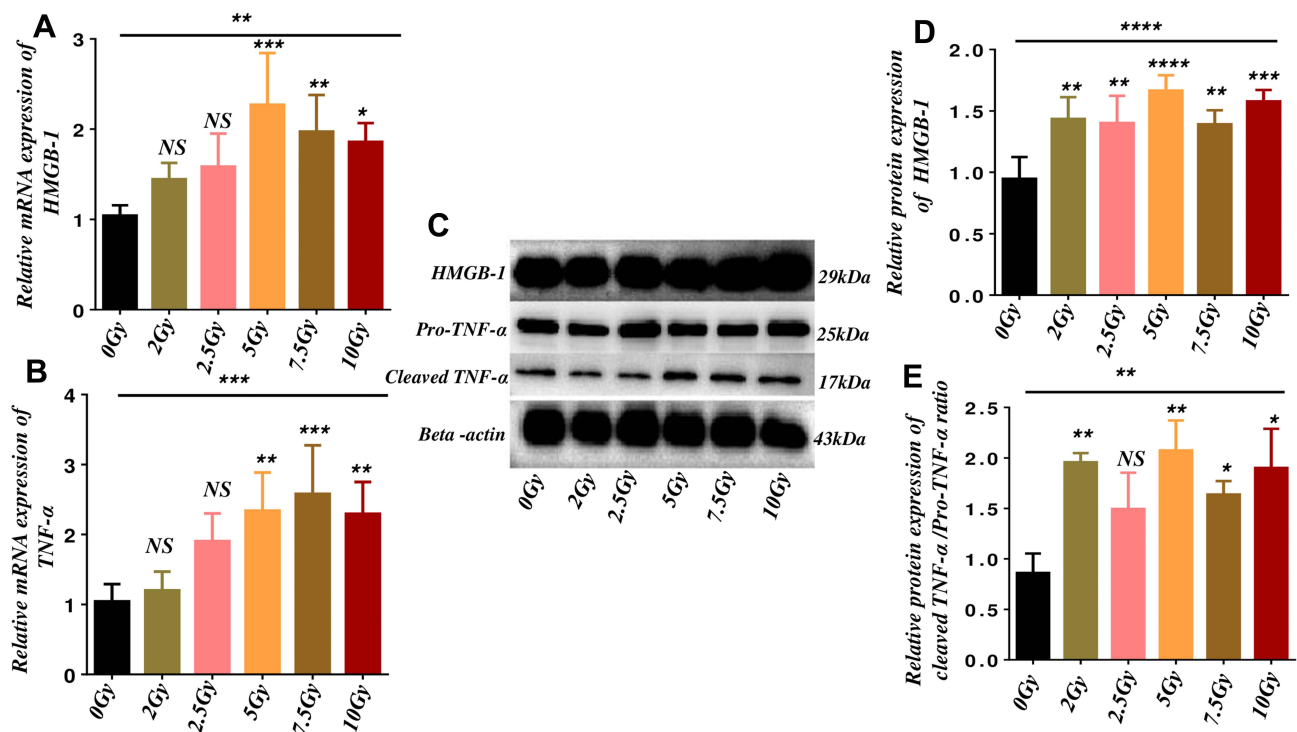 A
**
Relative mRNA expression of
HMGB-1
3
2
1
0
NS
NS
***
**
*
0Gy
2Gy
2.5Gy
5Gy
7.5Gy
10Gy
B
***
Relative mRNA expression of
TNF-α
4
3
2
1
0
NS
NS
**
***
**
0Gy
2Gy
2.5Gy
5Gy
7.5Gy
10Gy
C
HMGB-1
29kDa
Pro-TNF-α
25kDa
Cleaved TNF-α
17kDa
Beta -actin
43kDa
0Gy
2Gy
2.5Gy
5Gy
7.5Gy
10Gy
D
****
Relative protein expression
of HMGB-1
2.0
1.5
1.0
0.5
0.0
**
**
****
**
***
0Gy
2Gy
2.5Gy
5Gy
7.5Gy
10Gy
E
**
Relative protein expression of
cleaved TNF-α /Pro-TNF-α ratio
2.5
2.0
1.5
1.0
0.5
0.0
**
NS
**
*
*
0Gy
2Gy
2.5Gy
5Gy
7.5Gy
10Gy